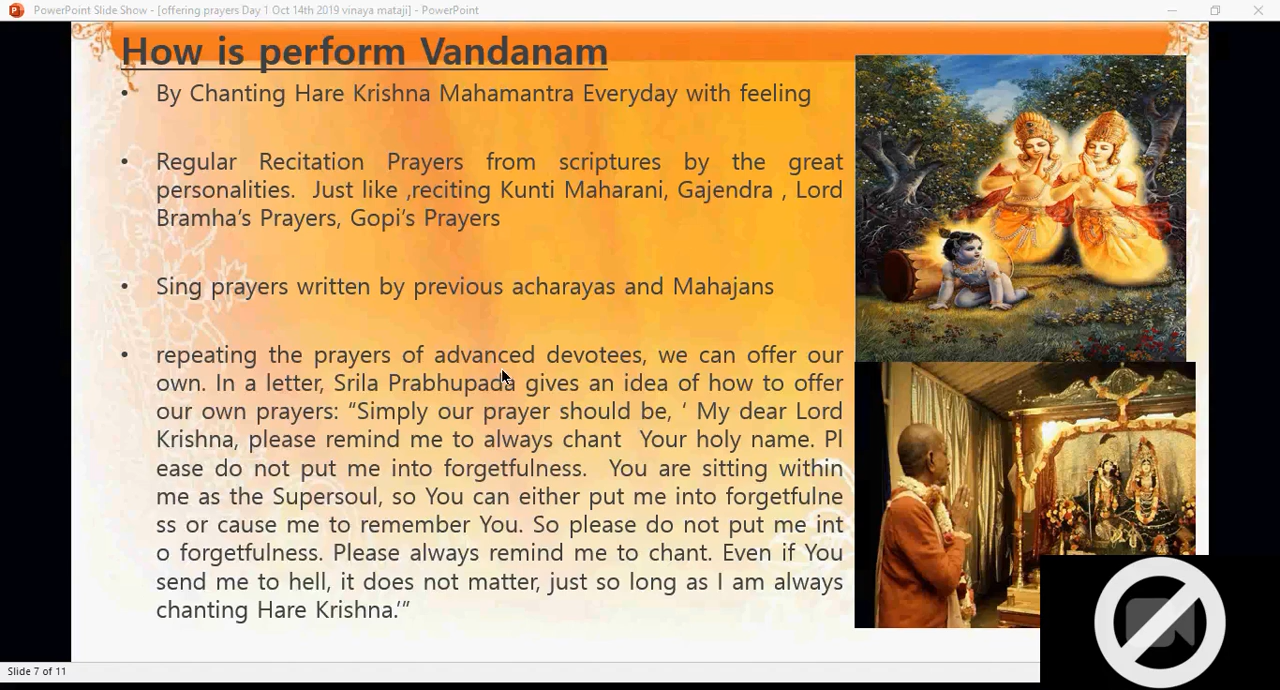 PowerPoint Slide Show - [offering prayers Day 1 Oct 14th 2019 vinaya mataji] - PowerPoint
How is perform Vandanam
• By Chanting Hare Krishna Mahamantra Everyday with feeling
• Regular Recitation Prayers from scriptures by the great
personalities. Just like ,reciting Kunti Maharani, Gajendra , Lord
Bramha's Prayers, Gopi's Prayers
• Sing prayers written by previous acharayas and Mahajans
• repeating the prayers of advanced devotees, we can offer our
own. In a letter, Srila Prabhupada gives an idea of how to offer
our own prayers: “Simply our prayer should be, ‘ My dear Lord
Krishna, please remind me to always chant Your holy name. Pl
ease do not put me into forgetfulness. You are sitting within
me as the Supersoul, so You can either put me into forgetfulne
ss or cause me to remember You. So please do not put me int
o forgetfulness. Please always remind me to chant. Even if You
send me to hell, it does not matter, just so long as I am always
chanting Hare Krishna.’”
Slide 7 of 11